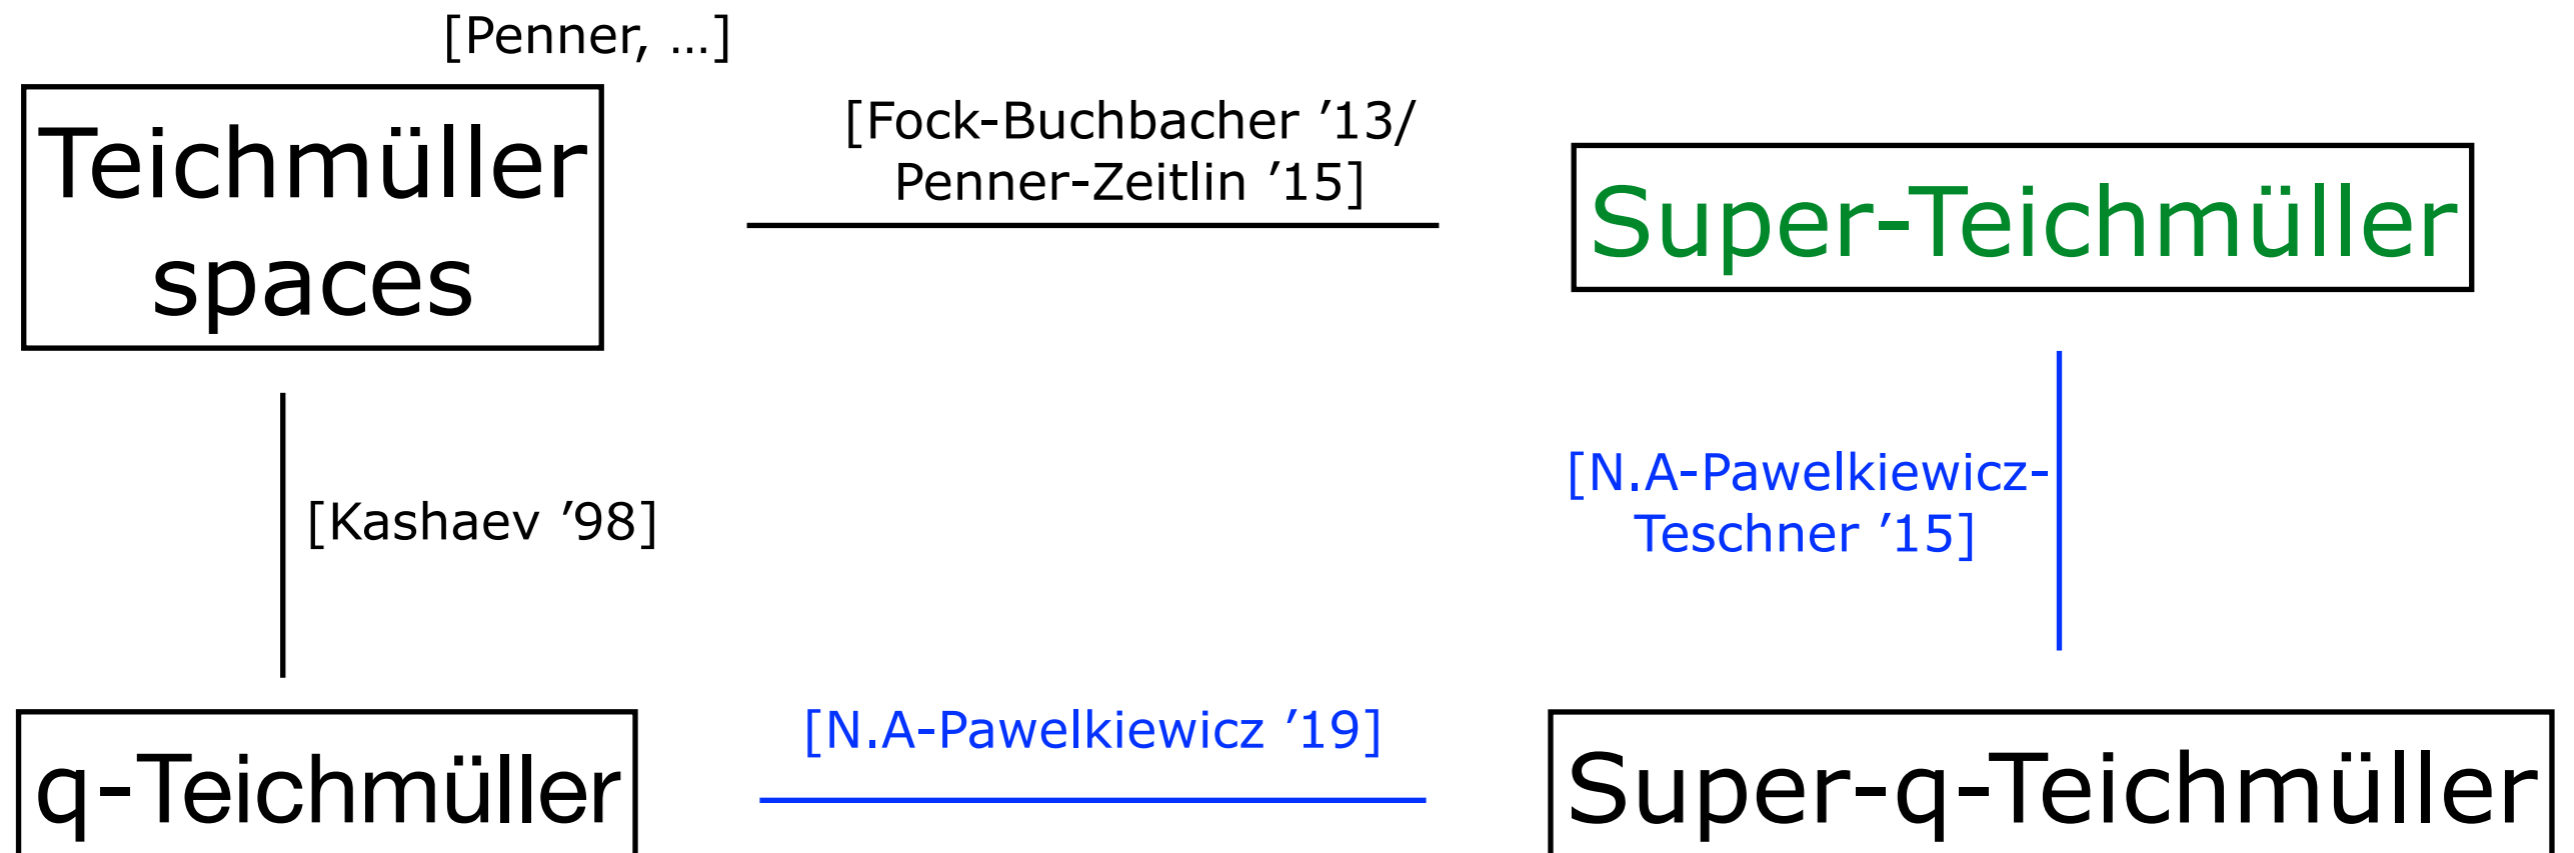 [Penner, ...]
Teichmüller
spaces
[Fock-Buchbacher ’13/
Penner-Zeitlin ’15]
Super-Teichmüller
[Kashaev ’98]
[N.A-Pawelkiewicz-
Teschner ’15]
q-Teichmüller
[N.A-Pawelkiewicz ’19]
Super-q-Teichmüller